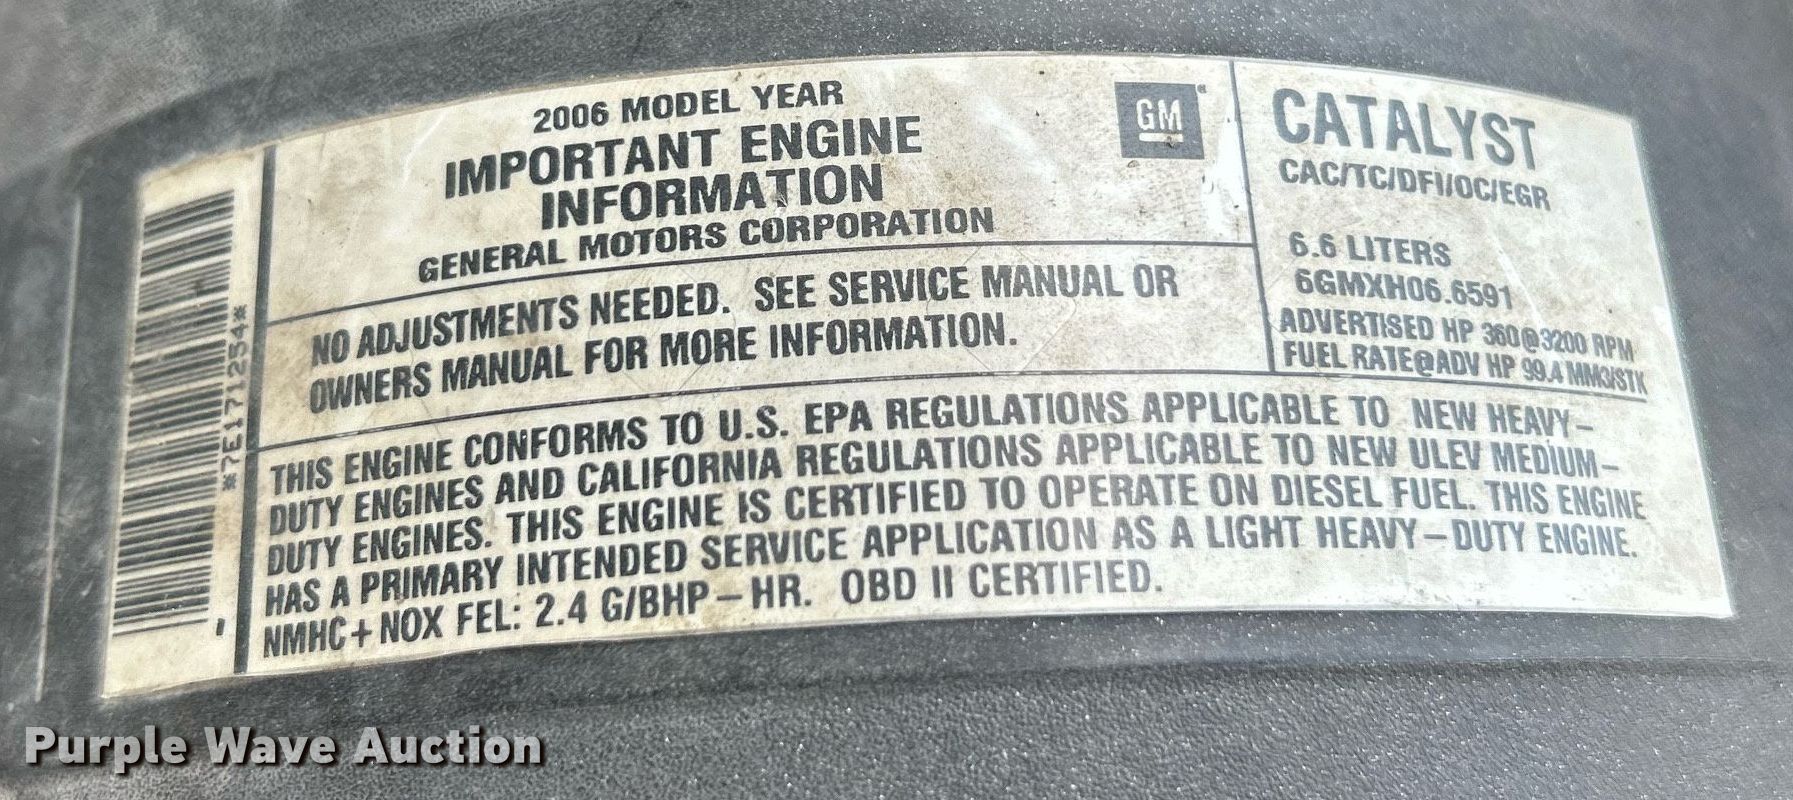 2006 MODEL YEAR
IMPORTANT ENGINE
INFORMATION
GENERAL MOTORS CORPORATION
GM
CATALYST
CAC/TC/DFI/OC/EGR
6.6 LITERS
6GMXH06.6591
ADVERTISED HP 360@3200 RPM
FUEL RATE@ADV HP 99.4 MM3/STK
NO ADJUSTMENTS NEEDED. SEE SERVICE MANUAL OR
OWNERS MANUAL FOR MORE INFORMATION.
THIS ENGINE CONFORMS TO U.S. EPA REGULATIONS APPLICABLE TO NEW HEAVY-
DUTY ENGINES AND CALIFORNIA REGULATIONS APPLICABLE TO NEW ULEV MEDIUM-
DUTY ENGINES. THIS ENGINE IS CERTIFIED TO OPERATE ON DIESEL FUEL. THIS ENGINE
HAS A PRIMARY INTENDED SERVICE APPLICATION AS A LIGHT HEAVY-DUTY ENGINE.
NMHC+NOX FEL: 2.4 G/BHP-HR. OBD II CERTIFIED.
*7E171254*
Purple Wave Auction